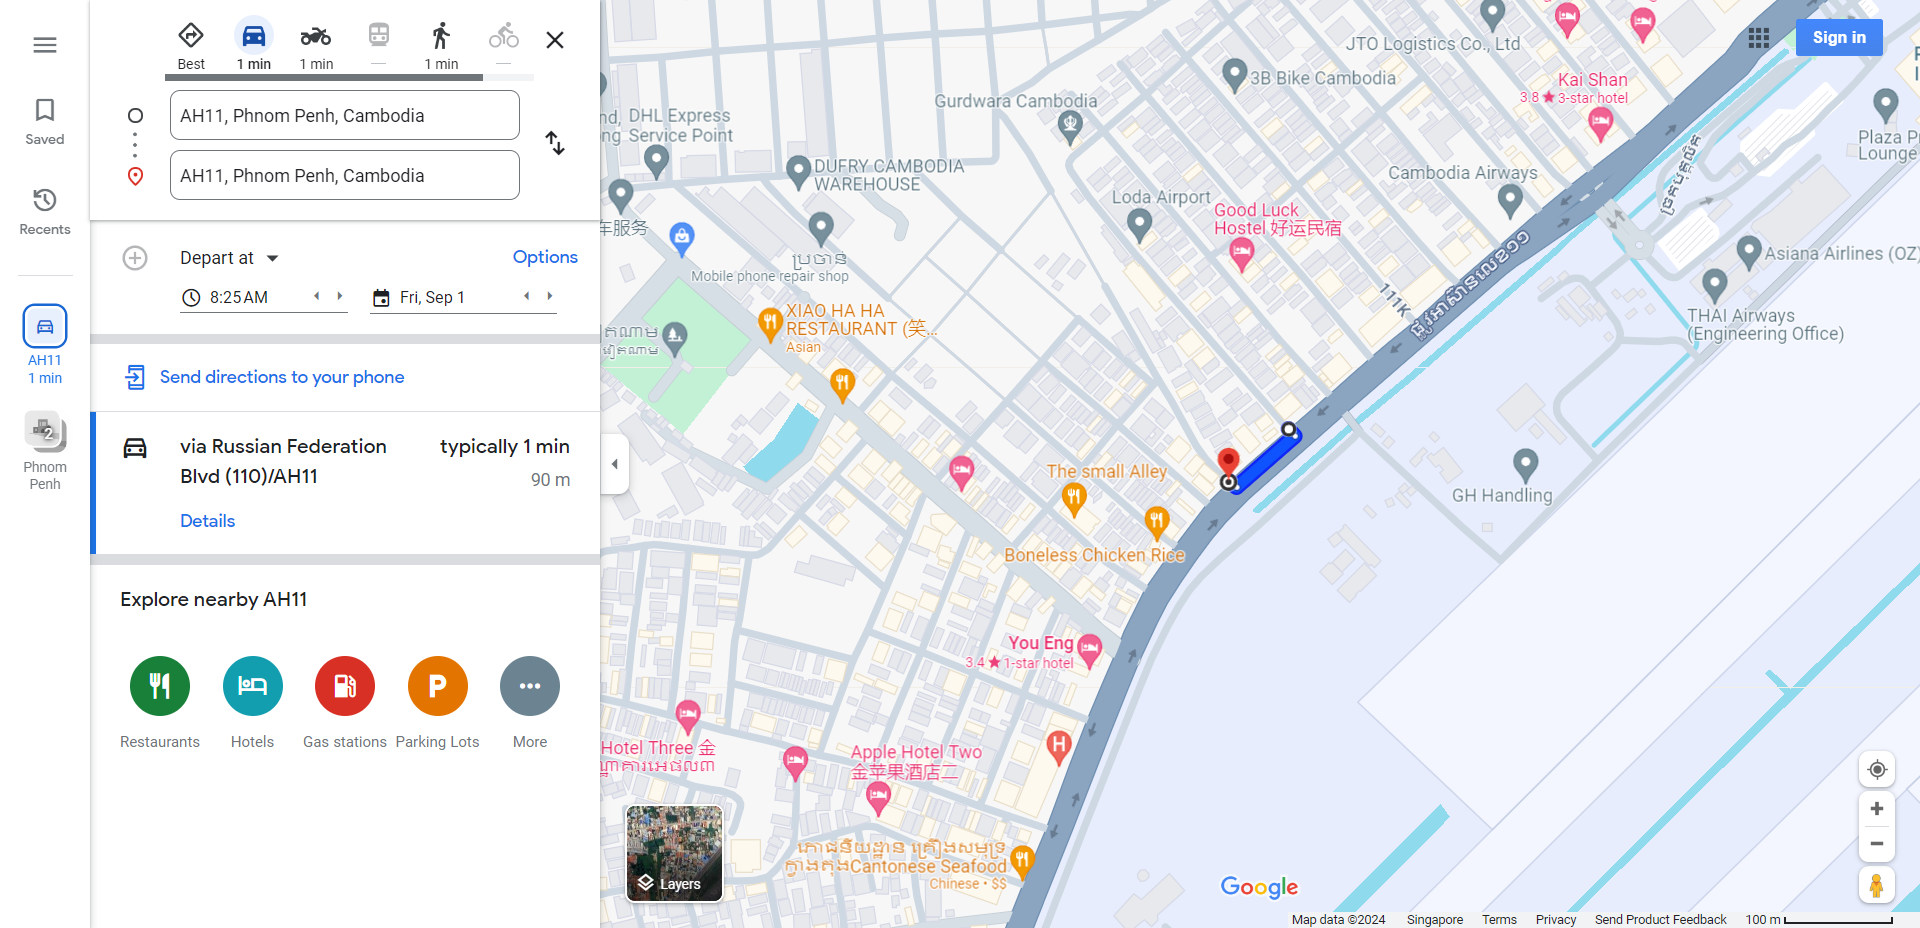 Best
1 min
1 min
1 min
AH11, Phnom Penh, Cambodia
AH11, Phnom Penh, Cambodia
Saved
Recents
AH11
1 min
2
Phnom
Penh
Depart at
Options
8:25 AM
Fri, Sep 1
Send directions to your phone
via Russian Federation
Blvd (110)/AH11
typically 1 min
90 m
Details
Explore nearby AH11
Restaurants
Hotels
Gas stations
P
Parking Lots
More
Sign in
JTO Logistics Co., Ltd
3B Bike Cambodia
Kai Shan
3.8 ★ 3-star hotel
Gurdwara Cambodia
DHL Express
Service Point
DUFRY CAMBODIA
WAREHOUSE
Plaza P
Lounge
Cambodia Airways
Loda Airport
Good Luck
Hostel 好运民宿
车服务
Asiana Airlines (OZ)
Mobile phone repair shop
XIAO HA HA
RESTAURANT (笑...
Asian
111K
THAI Airways
(Engineering Office)
The small Alley
GH Handling
Boneless Chicken Rice
You Eng
3.4 ★ 1-star hotel
H
Hotel Three 金
Apple Hotel Two
金苹果酒店二
Cantonese Seafood
Chinese • $$
Layers
Google
Map data ©2024
Singapore
Terms
Privacy
Send Product Feedback
100 m